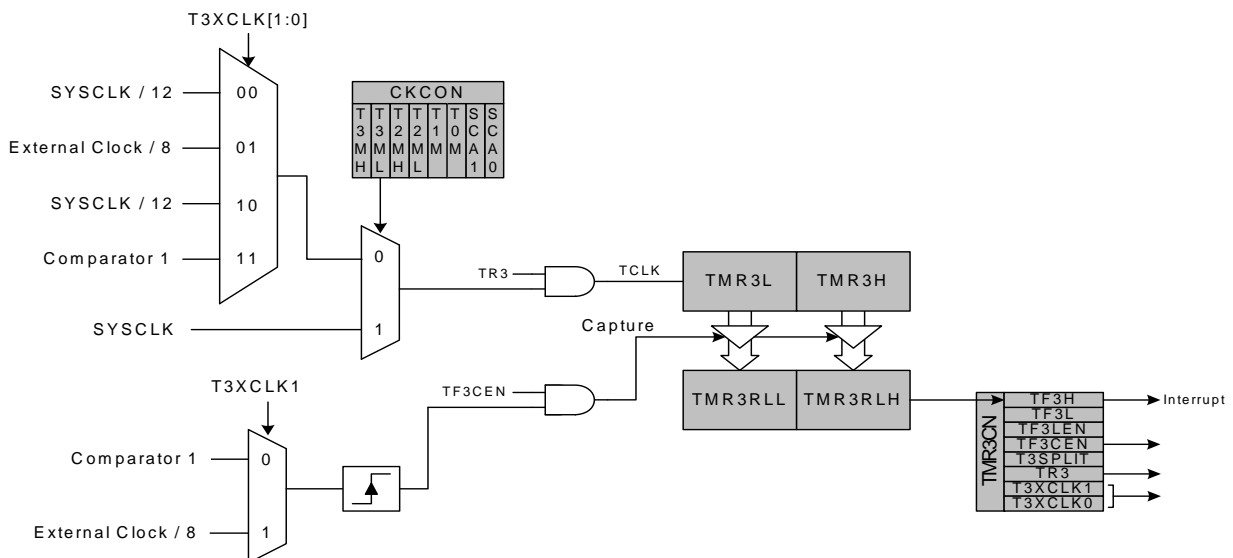 T3XCLK[1:0]
SYSCLK / 12
00
External Clock / 8
01
SYSCLK / 12
10
Comparator 1
11
CKCON
T3MH
T3ML
T2MH
T2ML
T1M
T0M
SCA1
SCA0
0
SYSCLK
1
TR3
TCLK
TMR3L
TMR3H
Capture
TMR3RLL
TMR3RLH
T3XCLK1
TF3CEN
Comparator 1
0
External Clock / 8
1
TMR3CN
TF3H
TF3L
TF3LEN
TF3CEN
T3SPLIT
TR3
T3XCLK1
T3XCLK0
Interrupt